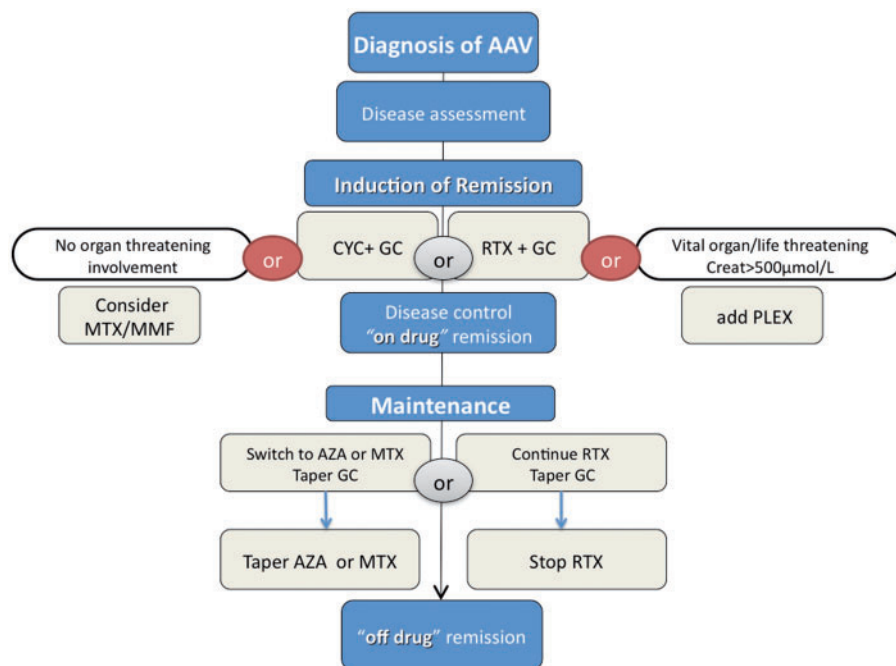 Diagnosis of AAV
Disease assessment
Induction of Remission
No organ threatening
involvement
or
CYC+ GC
or
RTX + GC
or
Vital organ/life threatening
Creat>500µmol/L
Consider
MTX/MMF
Disease control
"on drug" remission
add PLEX
Maintenance
Switch to AZA or MTX
Taper GC
or
Continue RTX
Taper GC
Taper AZA or MTX
Stop RTX
"off drug" remission